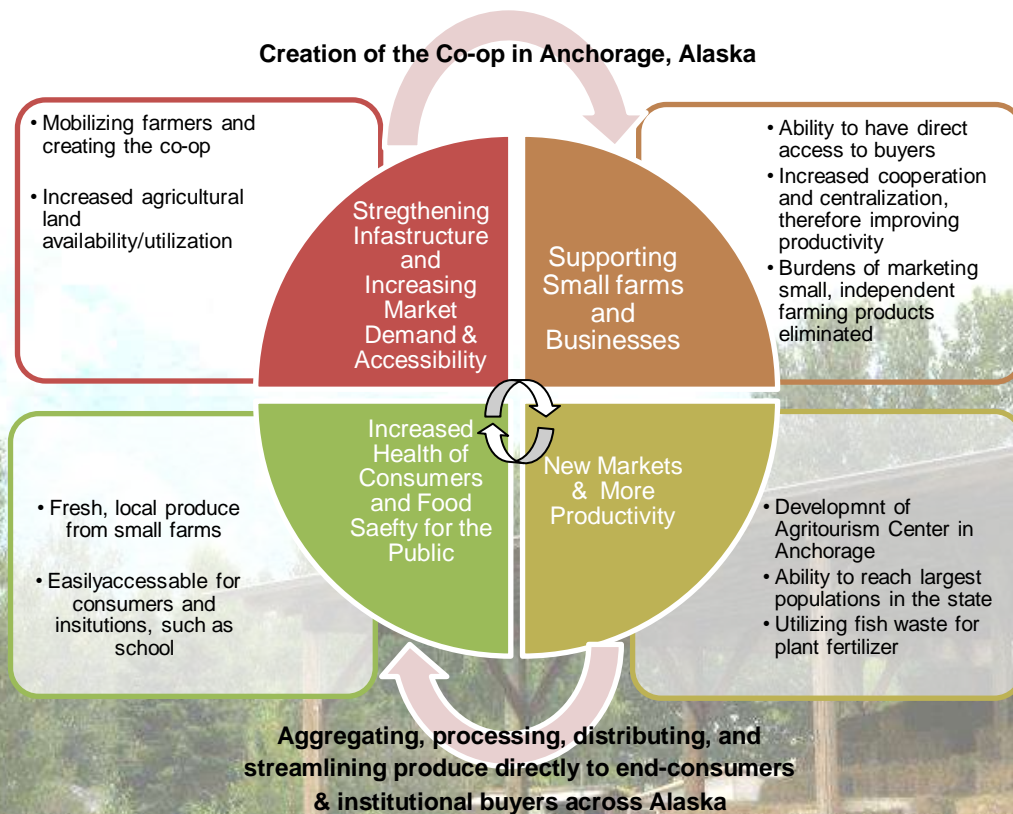 Creation of the Co-op in Anchorage, Alaska
• Mobilizing farmers and
creating the co-op
• Increased agricultural
land
availability/utilization
Stregthening
Infastructure
and
Increasing
Market
Demand &
Accessibility
Supporting
Small farms
and
Businesses
• Ability to have direct
access to buyers
• Increased cooperation
and centralization,
therefore improving
productivity
• Burdens of marketing
small, independent
farming products
eliminated
• Fresh, local produce
from small farms
• Easilyaccessable for
consumers and
insitutions, such as
school
Increased
Health of
Consumers
and Food
Saefty for the
Public
New Markets
& More
Productivity
• Developmnt of
Agritourism Center in
Anchorage
• Ability to reach largest
populations in the state
• Utilizing fish waste for
plant fertilizer
Aggregating, processing, distributing, and
streamlining produce directly to end-consumers
& institutional buyers across Alaska